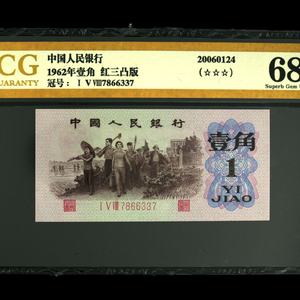 CG
GUARANTY
中国人民银行
1962年壹角 红三凸版
冠号: I V VIII 7866337
20060124
(☆☆☆)
68
Superb Gem
中国人民银行
壹角
1
YI
JIAO
I V VIII 7866337